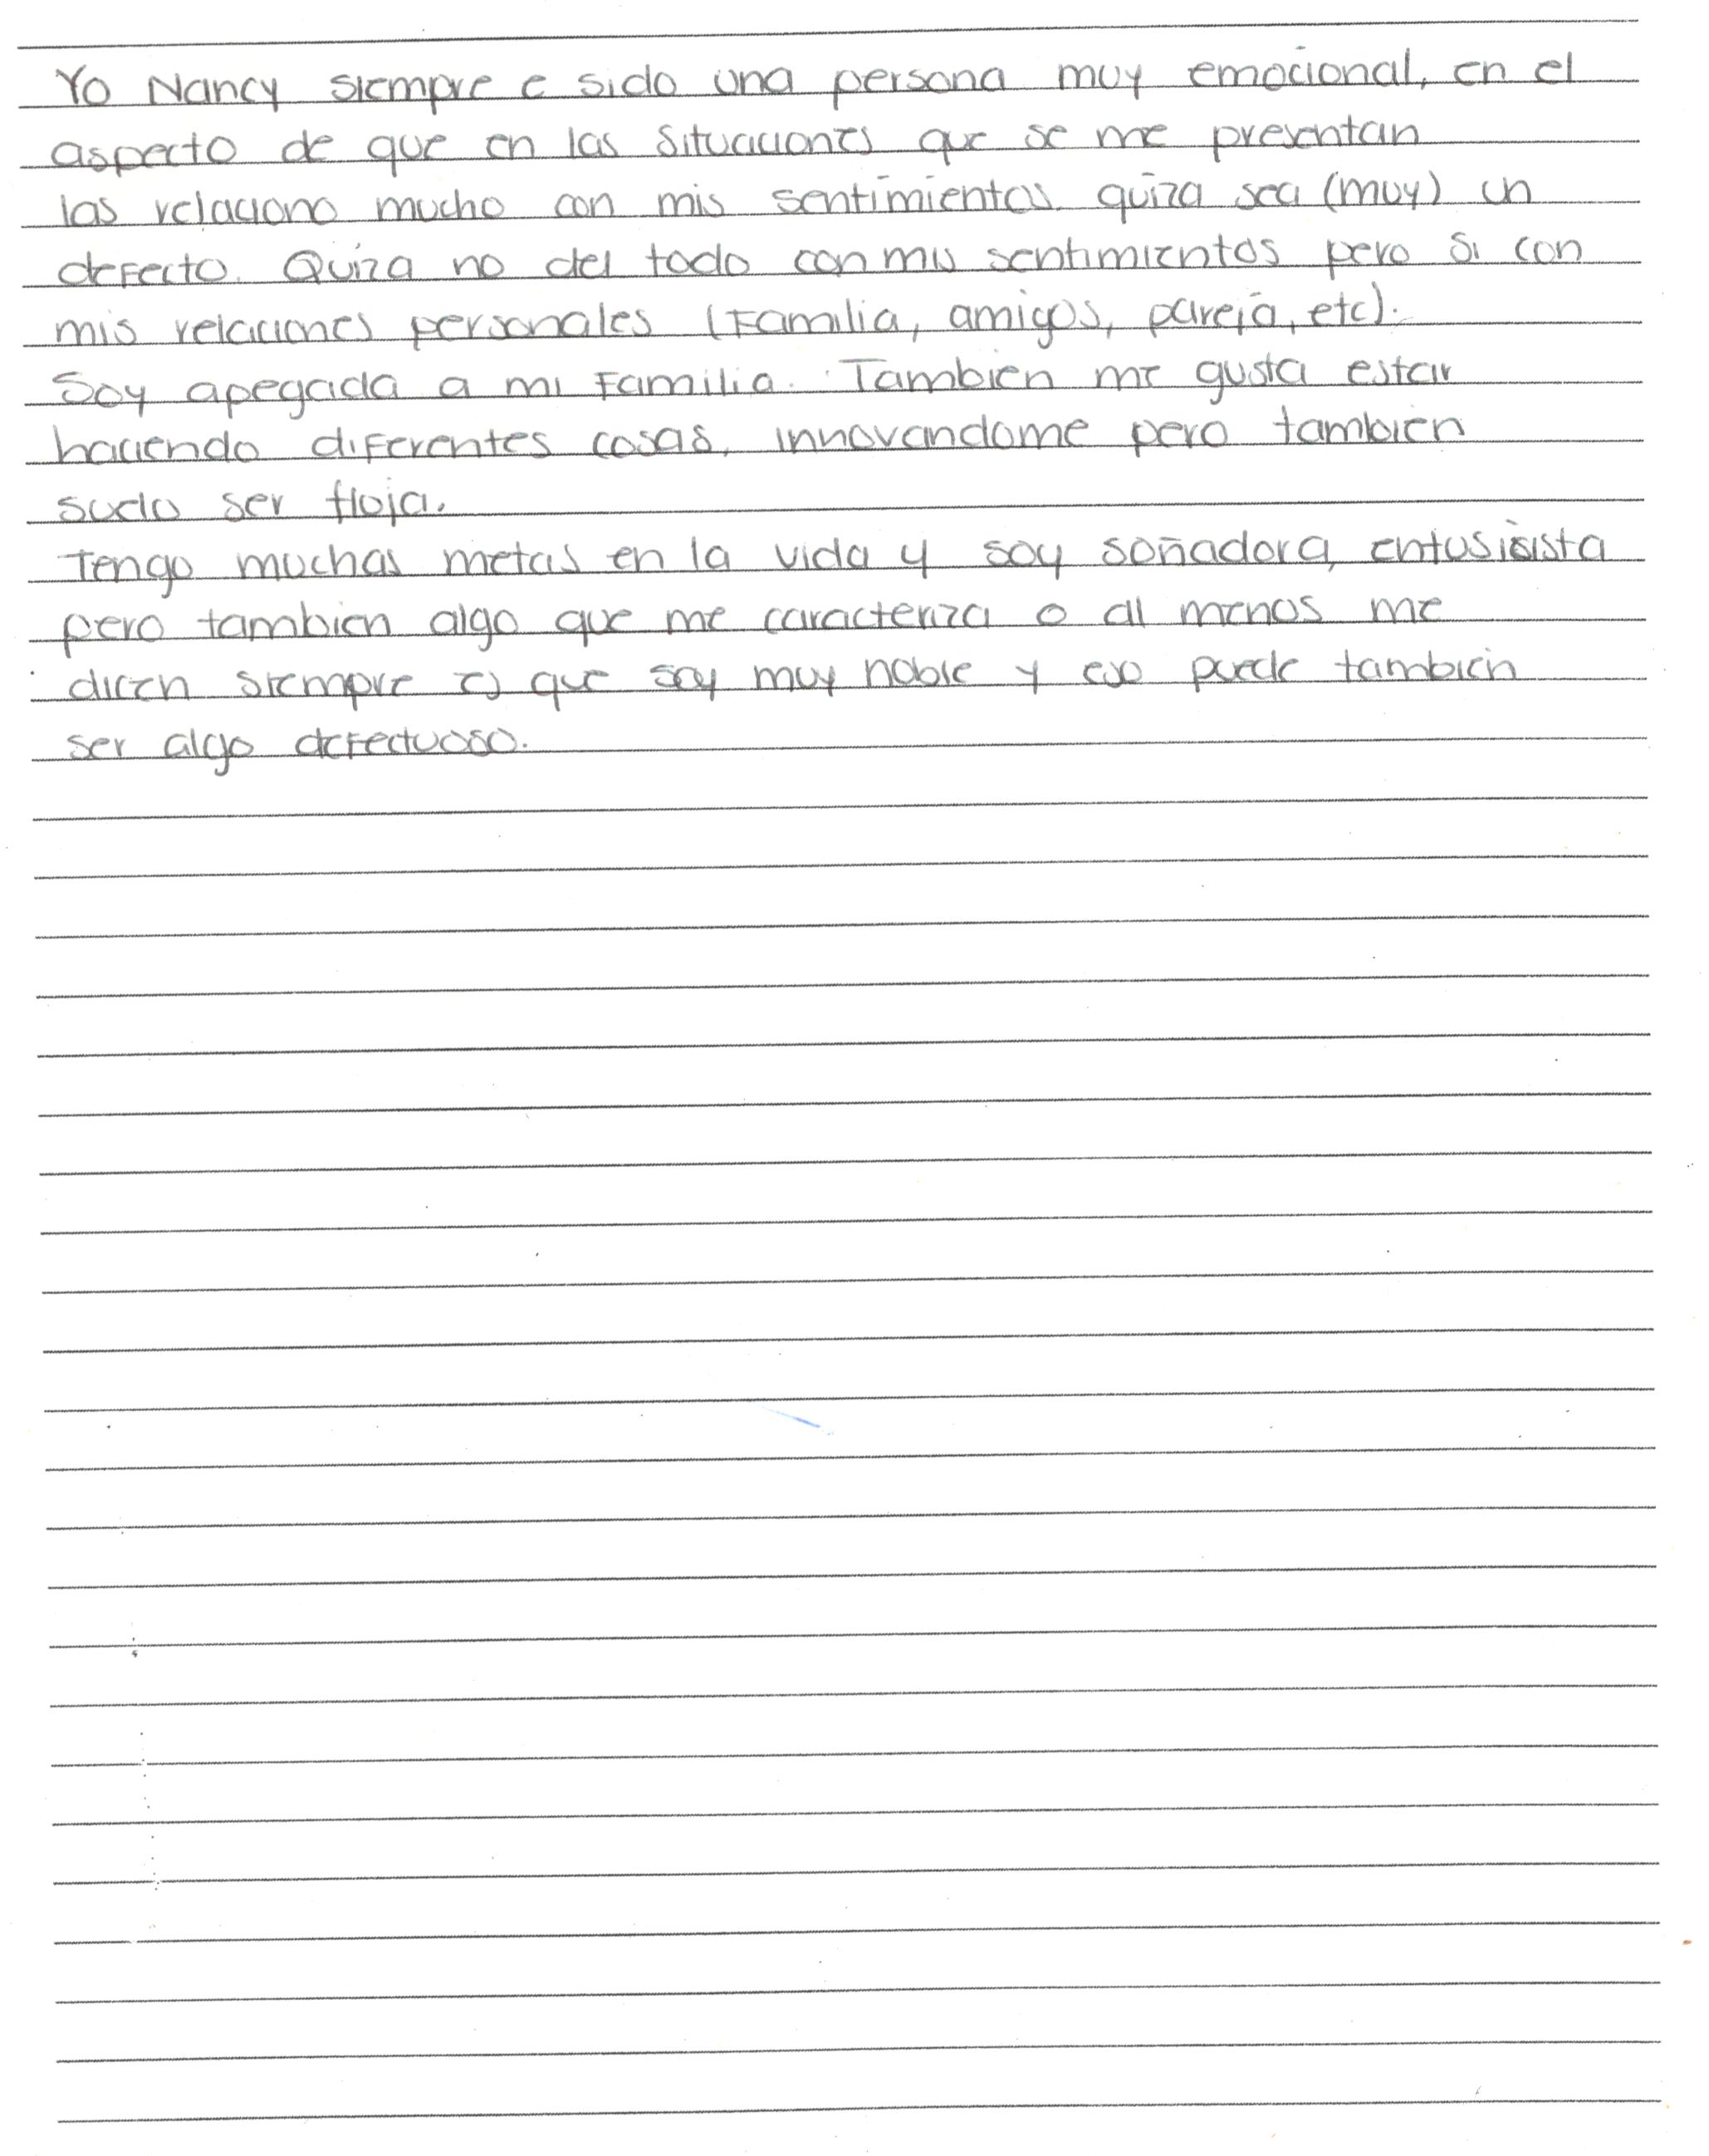 Yo Nancy siempre e sido una persona muy emocional, en el
aspecto de que en las situaciones que se me presentan
las relaciono mucho con mis sentimientos quiza sea (muy) un
defecto. Quiza no del todo con mis sentimientos pero si con
mis relaciones personales (Familia, amigos, pareja, etc).
Soy apegada a mi Familia. Tambien me gusta estar
haciendo diferentes cosas, innovandome pero tambien
suelo ser floja.
Tengo muchas metas en la vida y soy soñadora, entusiasta
pero tambien algo que me caracteriza o al menos me
dicen siempre es que soy muy noble y eso puede tambien
ser algo defectuoso.